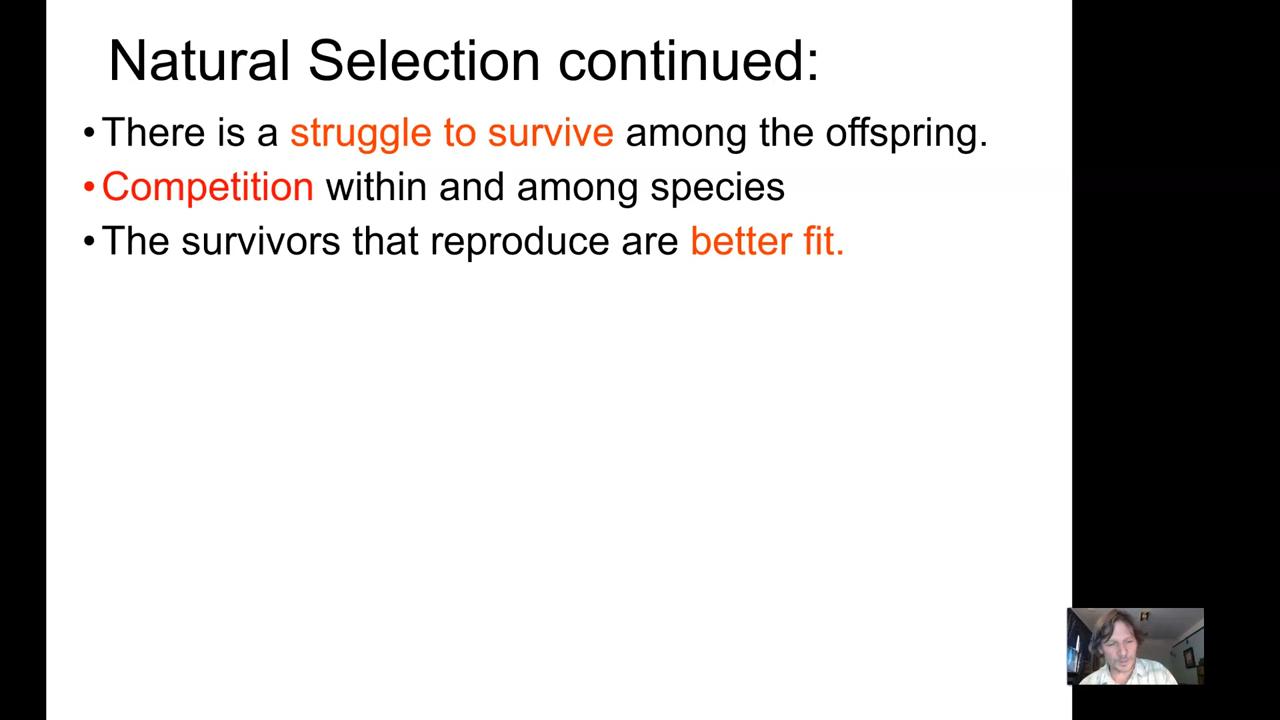 Natural Selection continued:
•There is a struggle to survive among the offspring.
•Competition within and among species
•The survivors that reproduce are better fit.